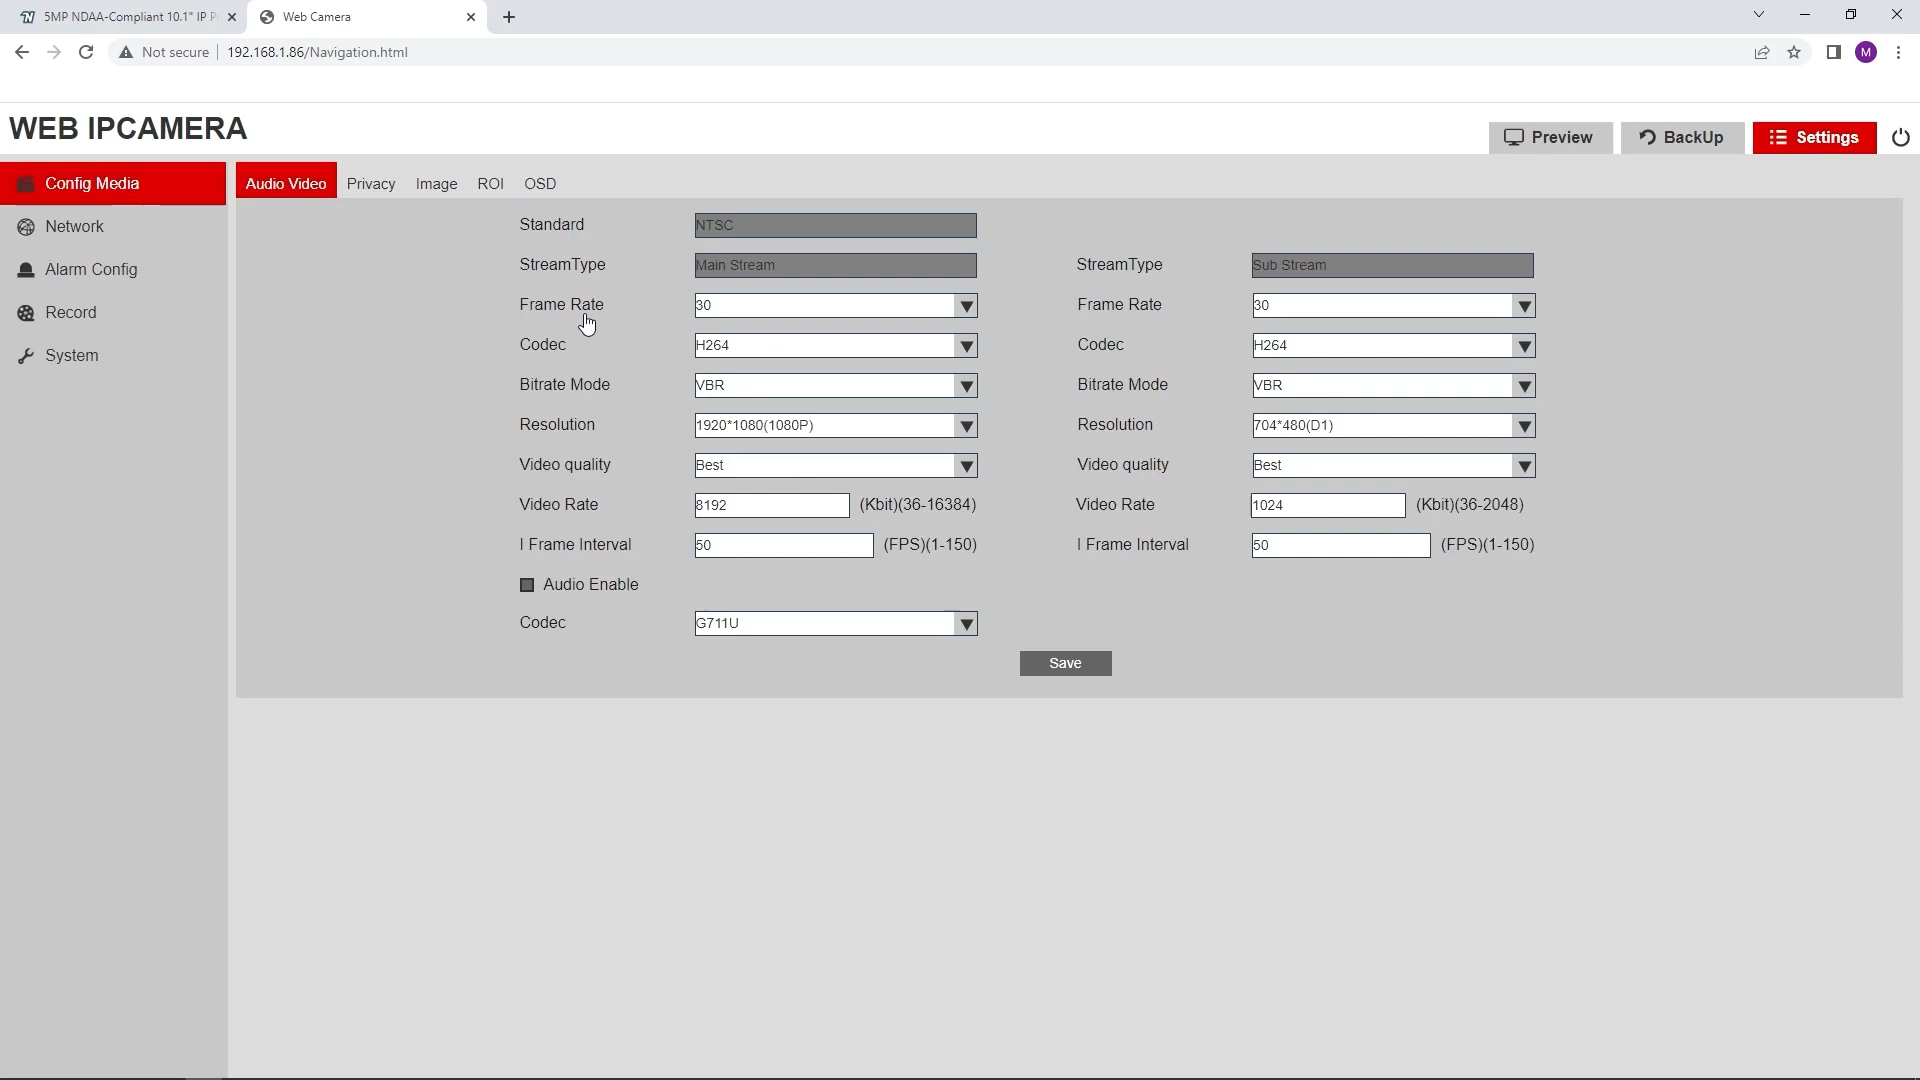 5MP NDAA-Compliant 10.1" IP P
Web Camera
Not secure 192.168.1.86/Navigation.html
M
WEB IPCAMERA
Preview BackUp Settings
Config Media
Network
Alarm Config
Record
System
Audio Video Privacy Image ROI OSD
Standard NTSC
StreamType Main Stream StreamType Sub Stream
Frame Rate 30 Frame Rate 30
Codec H264 Codec H264
Bitrate Mode VBR Bitrate Mode VBR
Resolution 1920*1080(1080P) Resolution 704*480(D1)
Video quality Best Video quality Best
Video Rate 8192 (Kbit)(36-16384) Video Rate 1024 (Kbit)(36-2048)
I Frame Interval 50 (FPS)(1-150) I Frame Interval 50 (FPS)(1-150)
Audio Enable
Codec G711U
Save